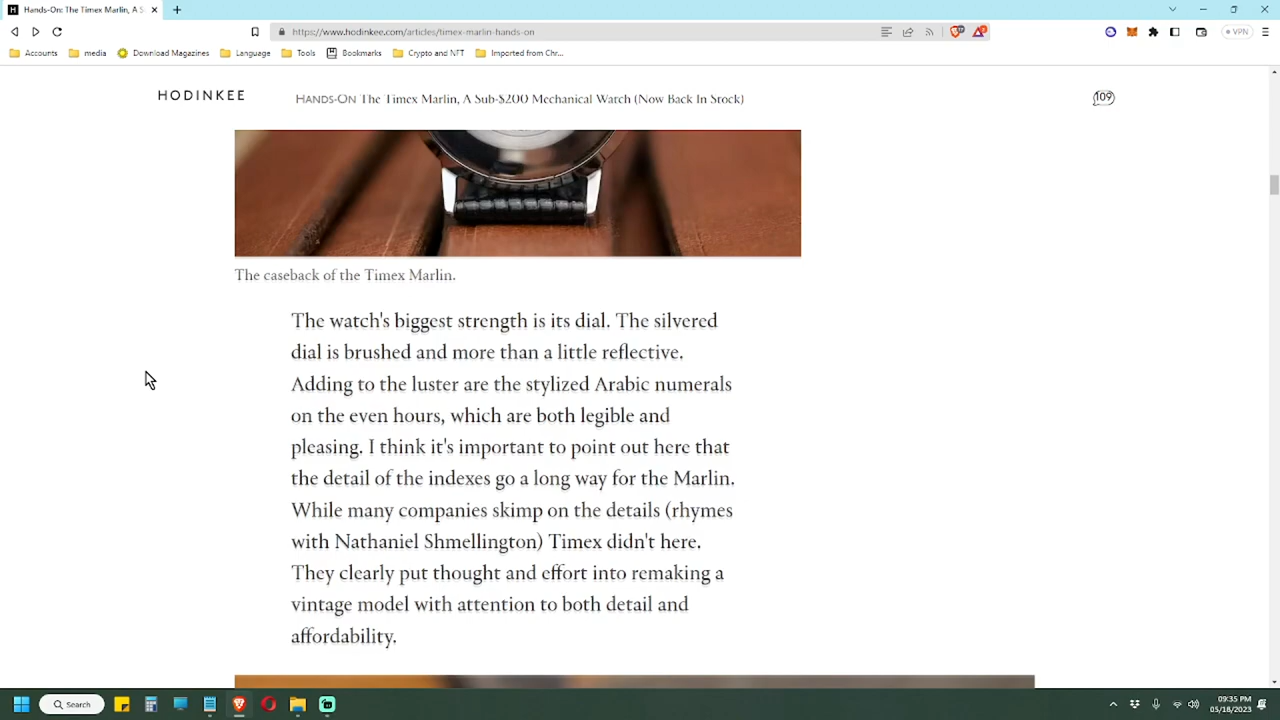 Hands-On: The Timex Marlin, A S
https://www.hodinkee.com/articles/timex-marlin-hands-on
VPN
Accounts
media
Download Magazines
Language
Tools
Bookmarks
Crypto and NFT
Imported from Chr...
HODINKEE
HANDS-ON The Timex Marlin, A Sub-$200 Mechanical Watch (Now Back In Stock)
109
The caseback of the Timex Marlin.
The watch's biggest strength is its dial. The silvered
dial is brushed and more than a little reflective.
Adding to the luster are the stylized Arabic numerals
on the even hours, which are both legible and
pleasing. I think it's important to point out here that
the detail of the indexes go a long way for the Marlin.
While many companies skimp on the details (rhymes
with Nathaniel Shmellington) Timex didn't here.
They clearly put thought and effort into remaking a
vintage model with attention to both detail and
affordability.
Search
09:35 PM
05/18/2023